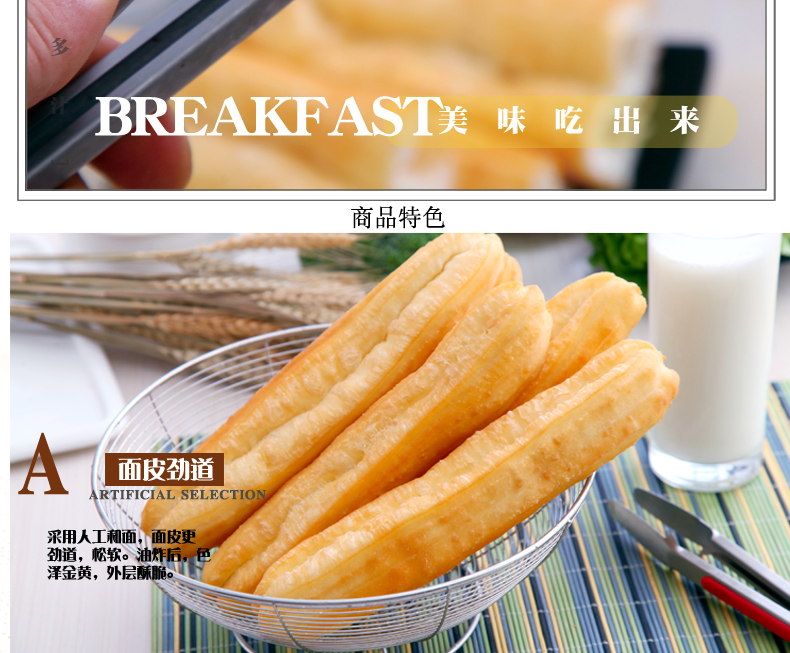 多
汁
BREAKFAST美味吃出来
商品特色
A
面皮劲道
ARTIFICIAL SELECTION
采用人工和面，面皮更
劲道，松软。油炸后，色
泽金黄，外层酥脆。